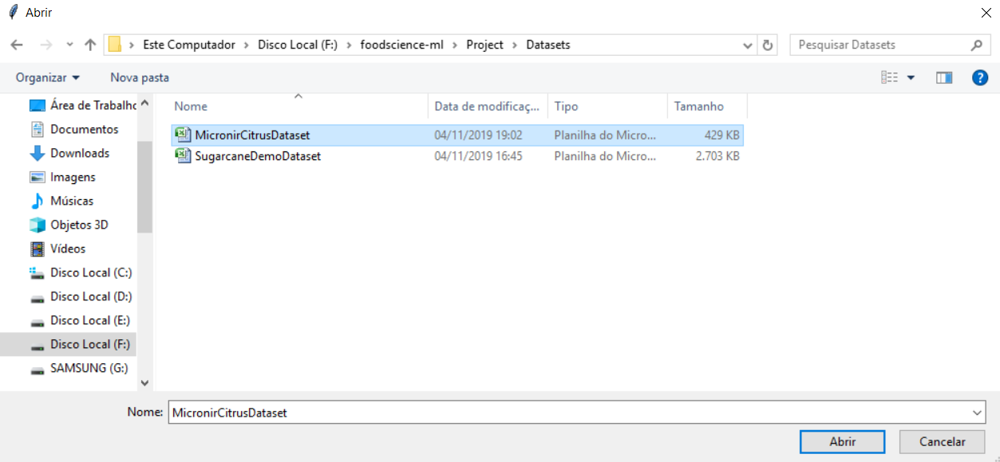 Abrir
Este Computador > Disco Local (F:) > foodscience-ml > Project > Datasets
Pesquisar Datasets
Organizar
Nova pasta
Nome
Data de modificaç...
Tipo
Tamanho
Área de Trabalho
Documentos
Downloads
Imagens
Músicas
Objetos 3D
Vídeos
Disco Local (C:)
Disco Local (D:)
Disco Local (E:)
Disco Local (F:)
SAMSUNG (G:)
MicronirCitrusDataset 04/11/2019 19:02 Planilha do Micro... 429 KB
SugarcaneDemoDataset 04/11/2019 16:45 Planilha do Micro... 2.703 KB
Nome: MicronirCitrusDataset
Abrir
Cancelar